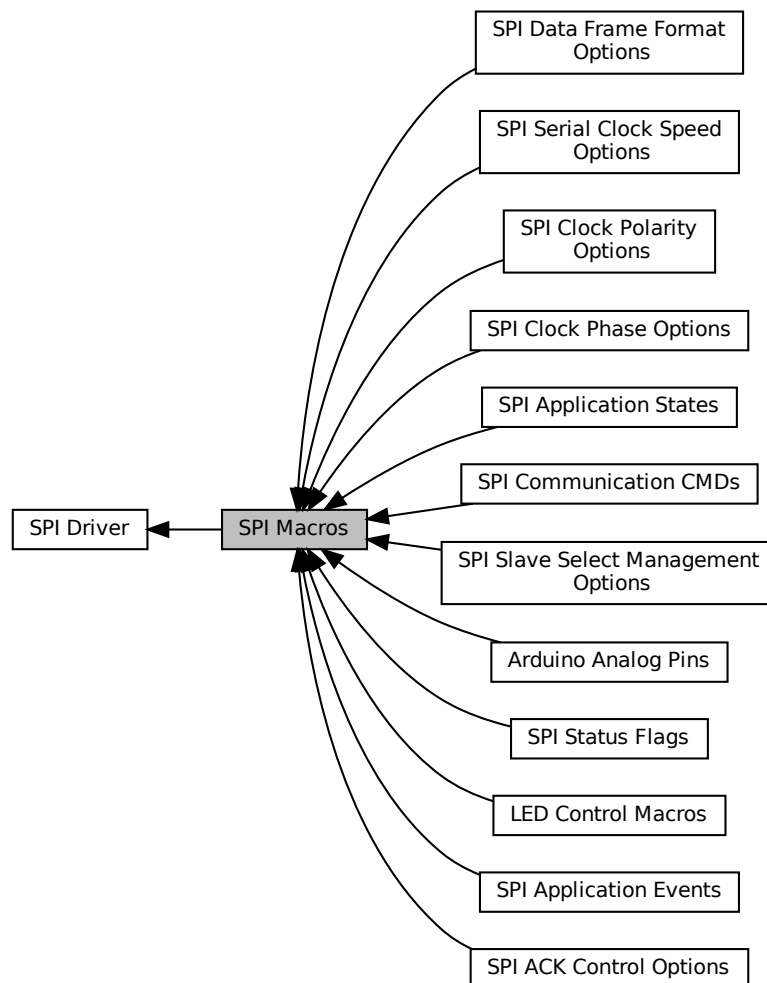 SPI Data Frame Format
Options
SPI Serial Clock Speed
Options
SPI Clock Polarity
Options
SPI Clock Phase Options
SPI Application States
SPI Communication CMDs
SPI Driver
SPI Macros
SPI Slave Select Management
Options
Arduino Analog Pins
SPI Status Flags
LED Control Macros
SPI Application Events
SPI ACK Control Options